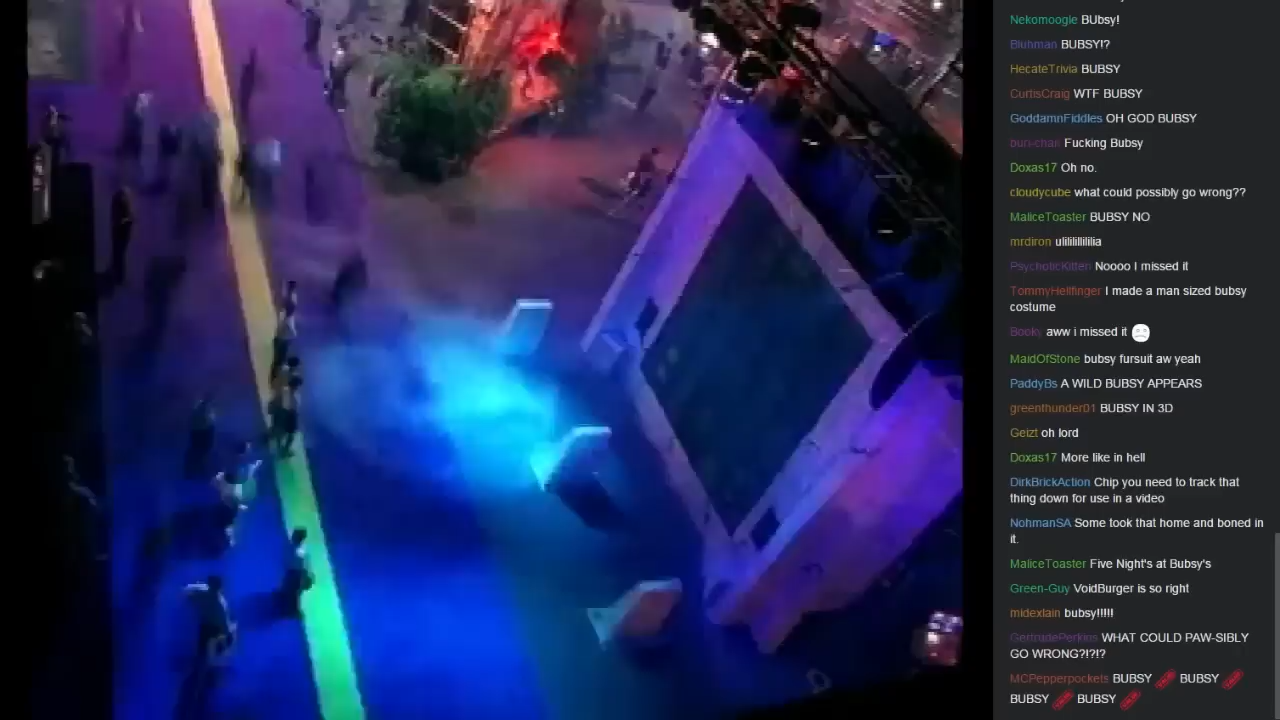 Nekomoogle BUbsy!
Bluhman BUBSY!?
HecateTrivia BUBSY
CurtisCraig WTF BUBSY
GoddamnFiddles OH GOD BUBSY
buri-chan Fucking Bubsy
Doxas17 Oh no.
cloudycube what could possibly go wrong??
MaliceToaster BUBSY NO
mrdiron ulililillililia
PsychoticKitten Noooo I missed it
TommyHellfinger I made a man sized bubsy
costume
Booky aww i missed it
MaidOfStone bubsy fursuit aw yeah
PaddyBs A WILD BUBSY APPEARS
greenthunder01 BUBSY IN 3D
Geizt oh lord
Doxas17 More like in hell
DirkBrickAction Chip you need to track that
thing down for use in a video
NohmanSA Some took that home and boned in
it.
MaliceToaster Five Night's at Bubsy's
Green-Guy VoidBurger is so right
midexlain bubsy!!!!!
GertrudePerkins WHAT COULD PAW-SIBLY
GO WRONG?!?!?
MCPepperpockets BUBSY BUBSY
BUBSY BUBSY